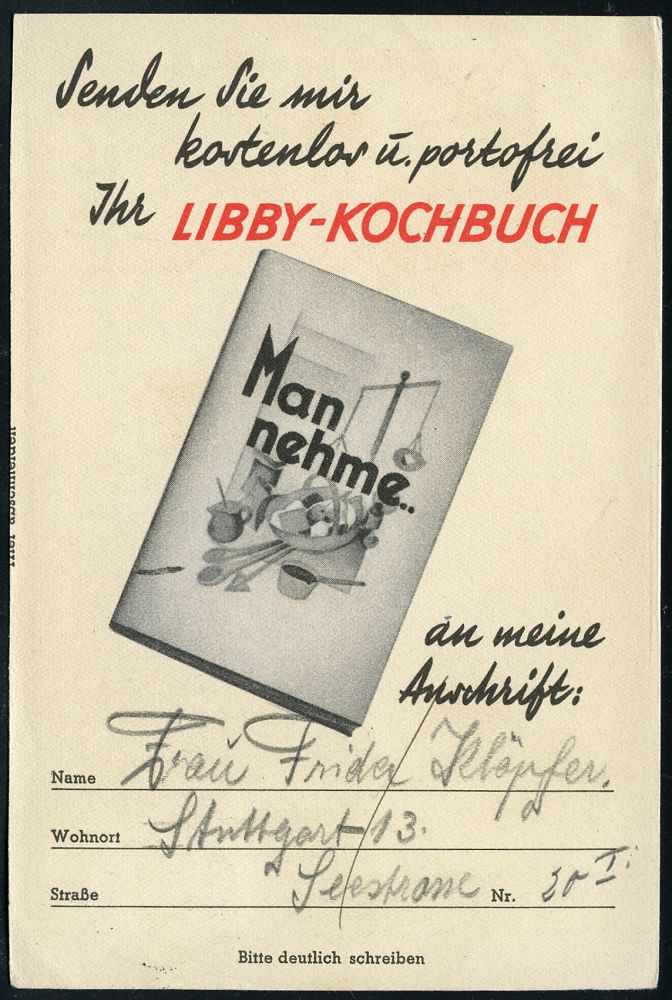 Senden Sie mir
kostenlos u. portofrei
Ihr LIBBY-KOCHBUCH
Man
nehme..
an meine
Anschrift:
Name Frau Frida Klöpfer.
Wohnort Stuttgart-13.
Straße Seestrasse Nr. 20 I.
Bitte deutlich schreiben